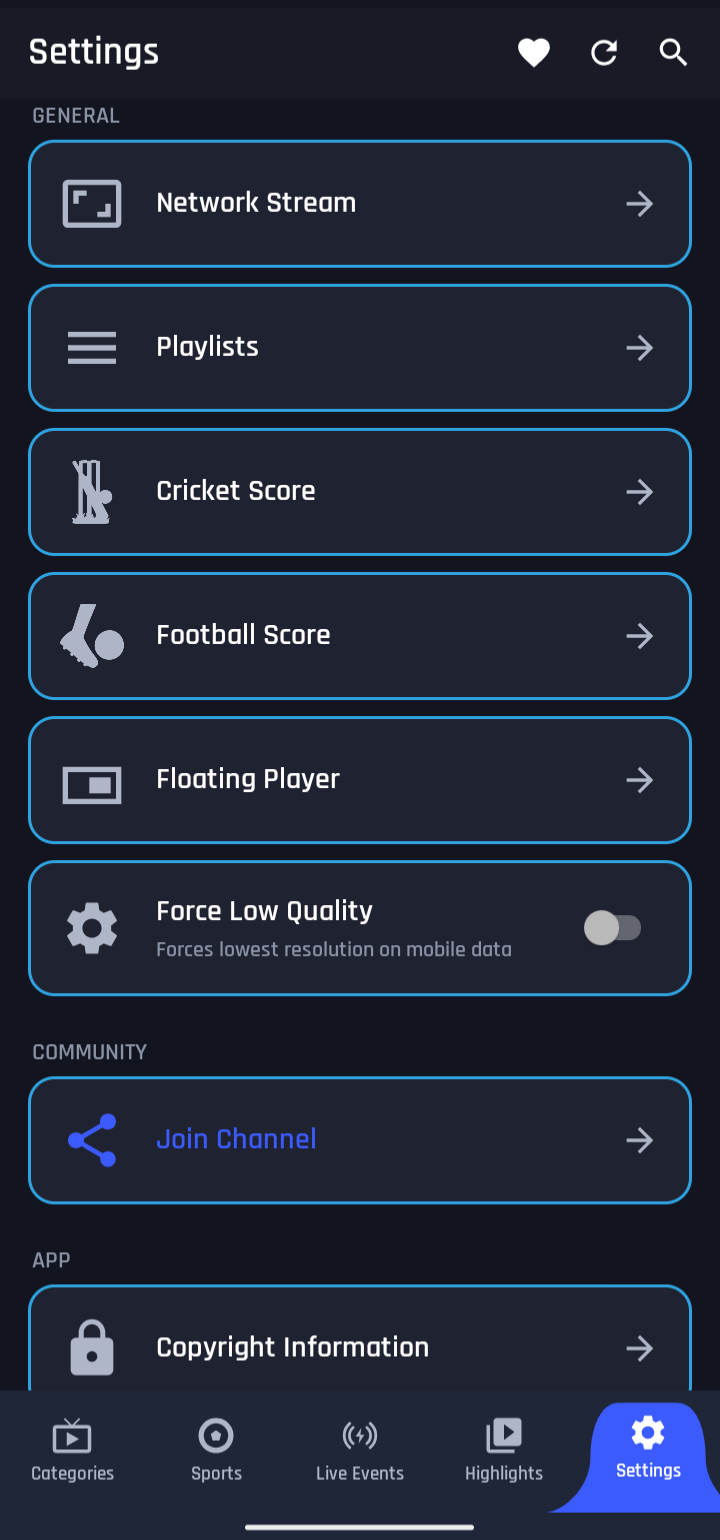 Settings
GENERAL
Network Stream
Playlists
Cricket Score
Football Score
Floating Player
Force Low Quality
Forces lowest resolution on mobile data
COMMUNITY
Join Channel
APP
Copyright Information
Categories
Sports
Live Events
Highlights
Settings